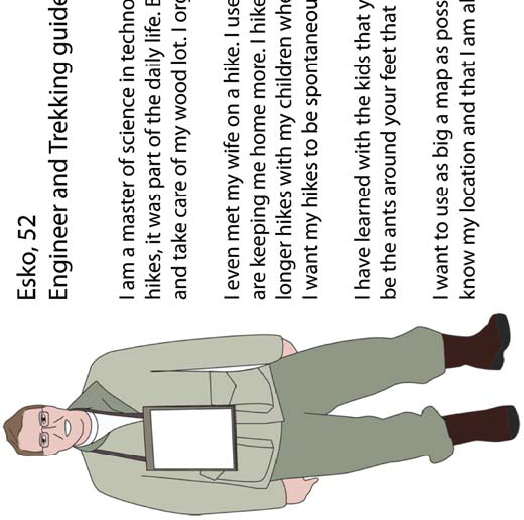 Esko, 52
Engineer and Trekking guide
I am a master of science in techno
hikes, it was part of the daily life. E
and take care of my wood lot. I org
I even met my wife on a hike. I use
are keeping me home more. I hike
longer hikes with my children whe
I want my hikes to be spontaneou
I have learned with the kids that y
be the ants around your feet that
I want to use as big a map as poss
know my location and that I am al